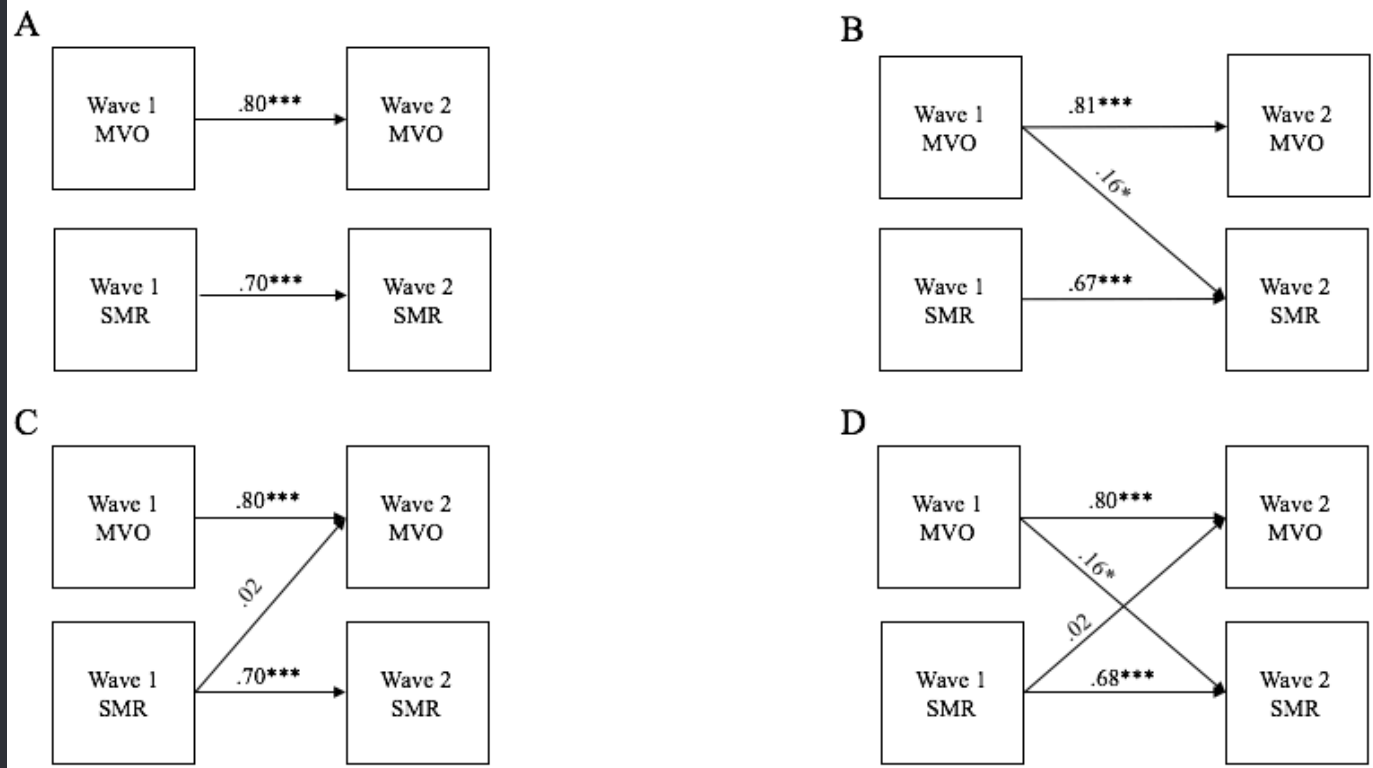 A
Wave 1
MVO
.80***
Wave 2
MVO
Wave 1
SMR
.70***
Wave 2
SMR
B
Wave 1
MVO
.81***
Wave 2
MVO
.16*
Wave 1
SMR
.67***
Wave 2
SMR
C
Wave 1
MVO
.80***
Wave 2
MVO
.02
Wave 1
SMR
.70***
Wave 2
SMR
D
Wave 1
MVO
.80***
Wave 2
MVO
.16*
.02
Wave 1
SMR
.68***
Wave 2
SMR